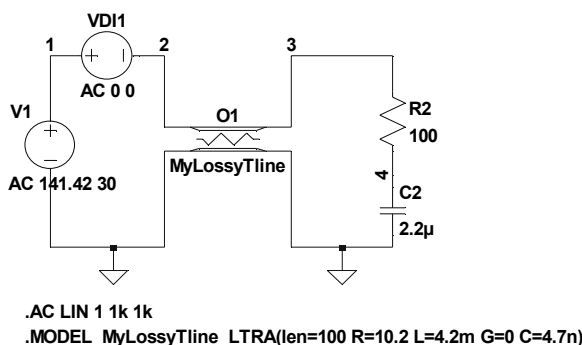 1
VDI1
2
3
AC 0 0
V1
O1
R2
100
MyLossyTline
AC 141.42 30
4
C2
2.2µ
.AC LIN 1 1k 1k
.MODEL MyLossyTline LTRA(len=100 R=10.2 L=4.2m G=0 C=4.7n)